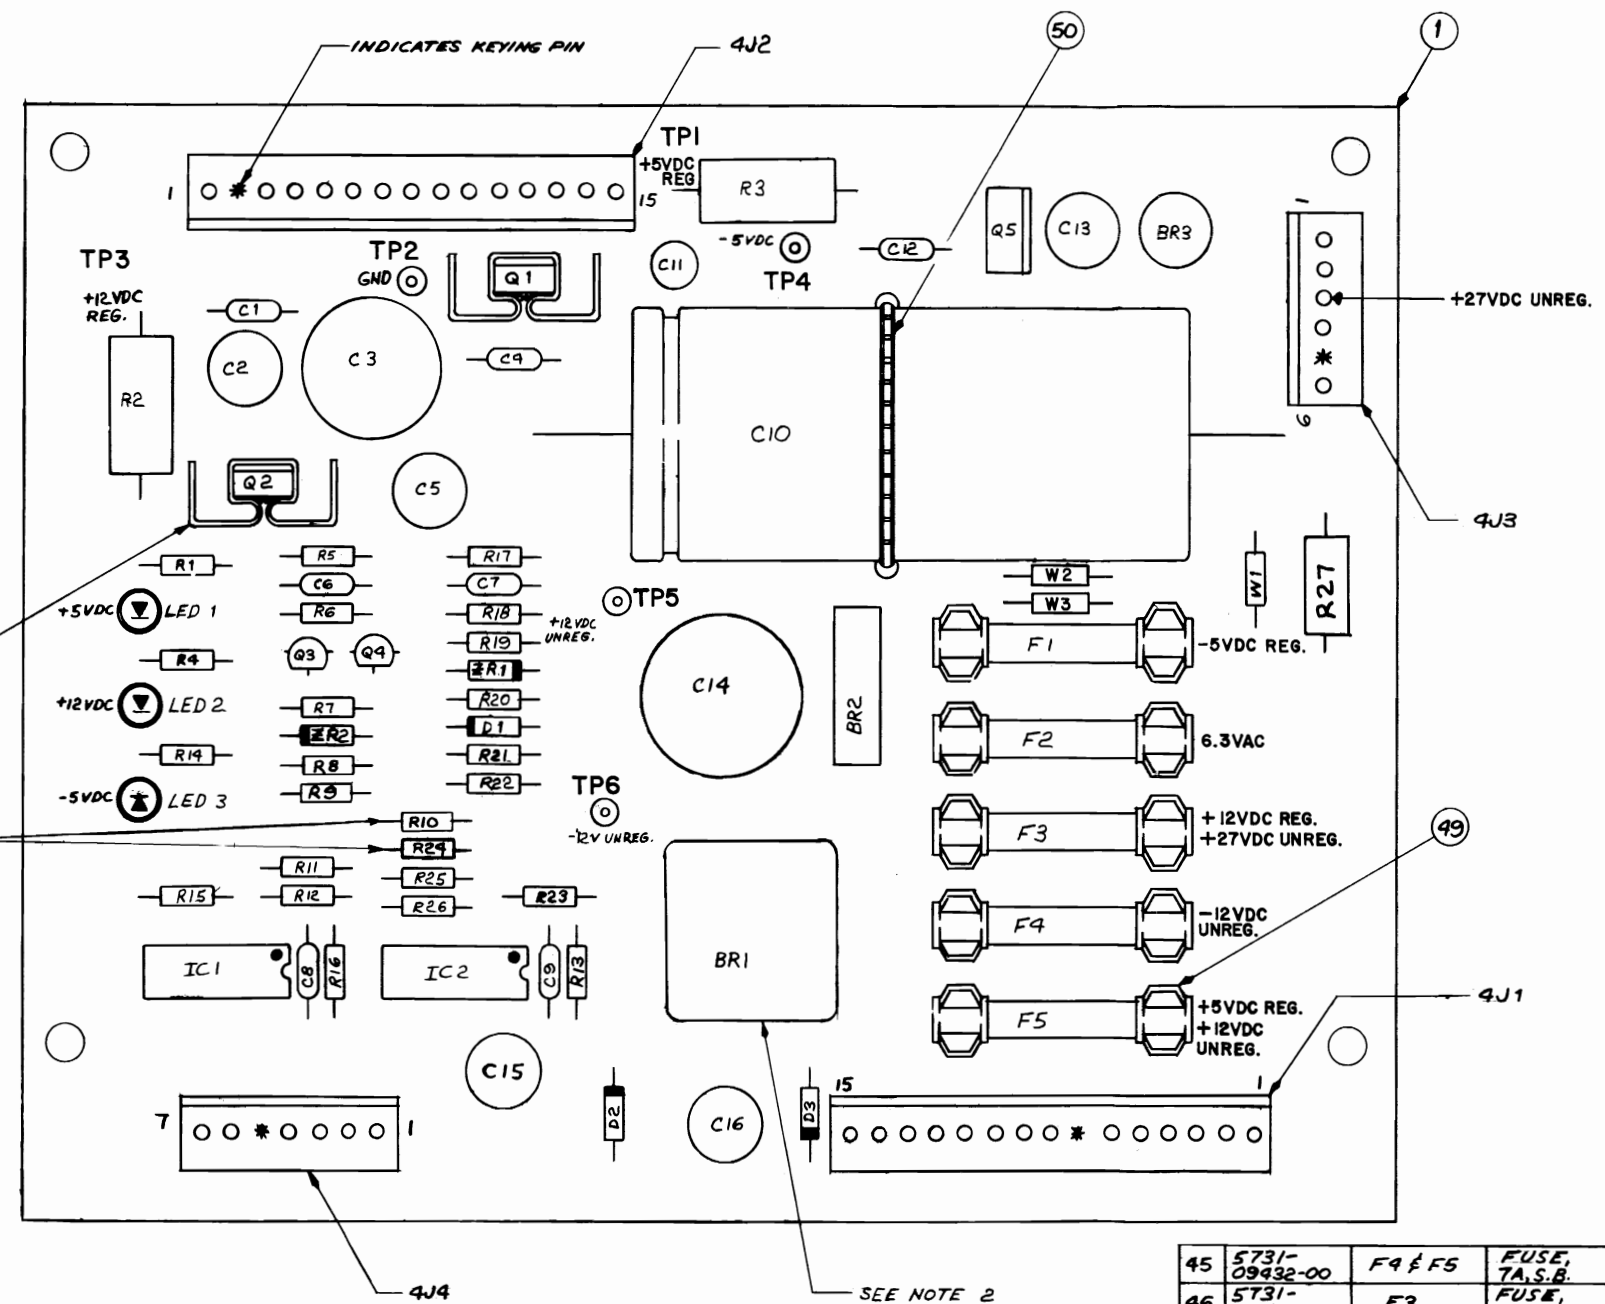 INDICATES KEYING PIN
4J2
50
1
TP1
+5VDC
REG
1
15
R3
-5VDC
TP4
C11
C12
Q5
C13
BR3
1
6
+27VDC UNREG.
4J3
TP3
+12VDC
REG.
TP2
GND
Q1
C1
C2
C3
C4
R2
Q2
C5
C10
R1
R5
R17
C6
C7
+5VDC
LED 1
R6
R18
+12VDC
UNREG.
TP5
R19
R4
Q3
Q4
ZR1
R20
+12VDC
LED 2
R7
ZR2
D1
R14
R8
R21
R9
R22
-5VDC
LED 3
TP6
-12V UNREG.
C14
BR2
W2
W3
W1
R27
F1
-5VDC REG.
F2
6.3VAC
F3
+12VDC REG.
+27VDC UNREG.
F4
-12VDC
UNREG.
F5
+5VDC REG.
+12VDC
UNREG.
49
4J1
R10
R24
R11
R25
R15
R12
R26
R23
IC1
C8
R16
IC2
C9
R13
BR1
C15
D2
C16
D3
15
1
7
1
4J4
SEE NOTE 2
45
5731-
09432-00
F4 & F5
FUSE,
7A, S.B.
46
5731-
F3
FUSE,